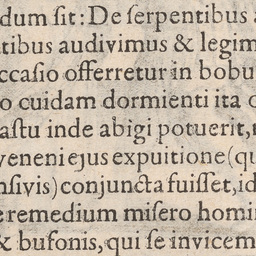 dum ſit: De ſerpentibus a
tibus audivimus & legim
ccaſio offerretur in bobu
o cuidam dormienti ita o
aſtu inde abigi potuerit,
veneni ejus expuitione (qu
nſivis) conjuncta fuiſſet, id
e remedium miſero homin
& bufonis, qui ſe invicem